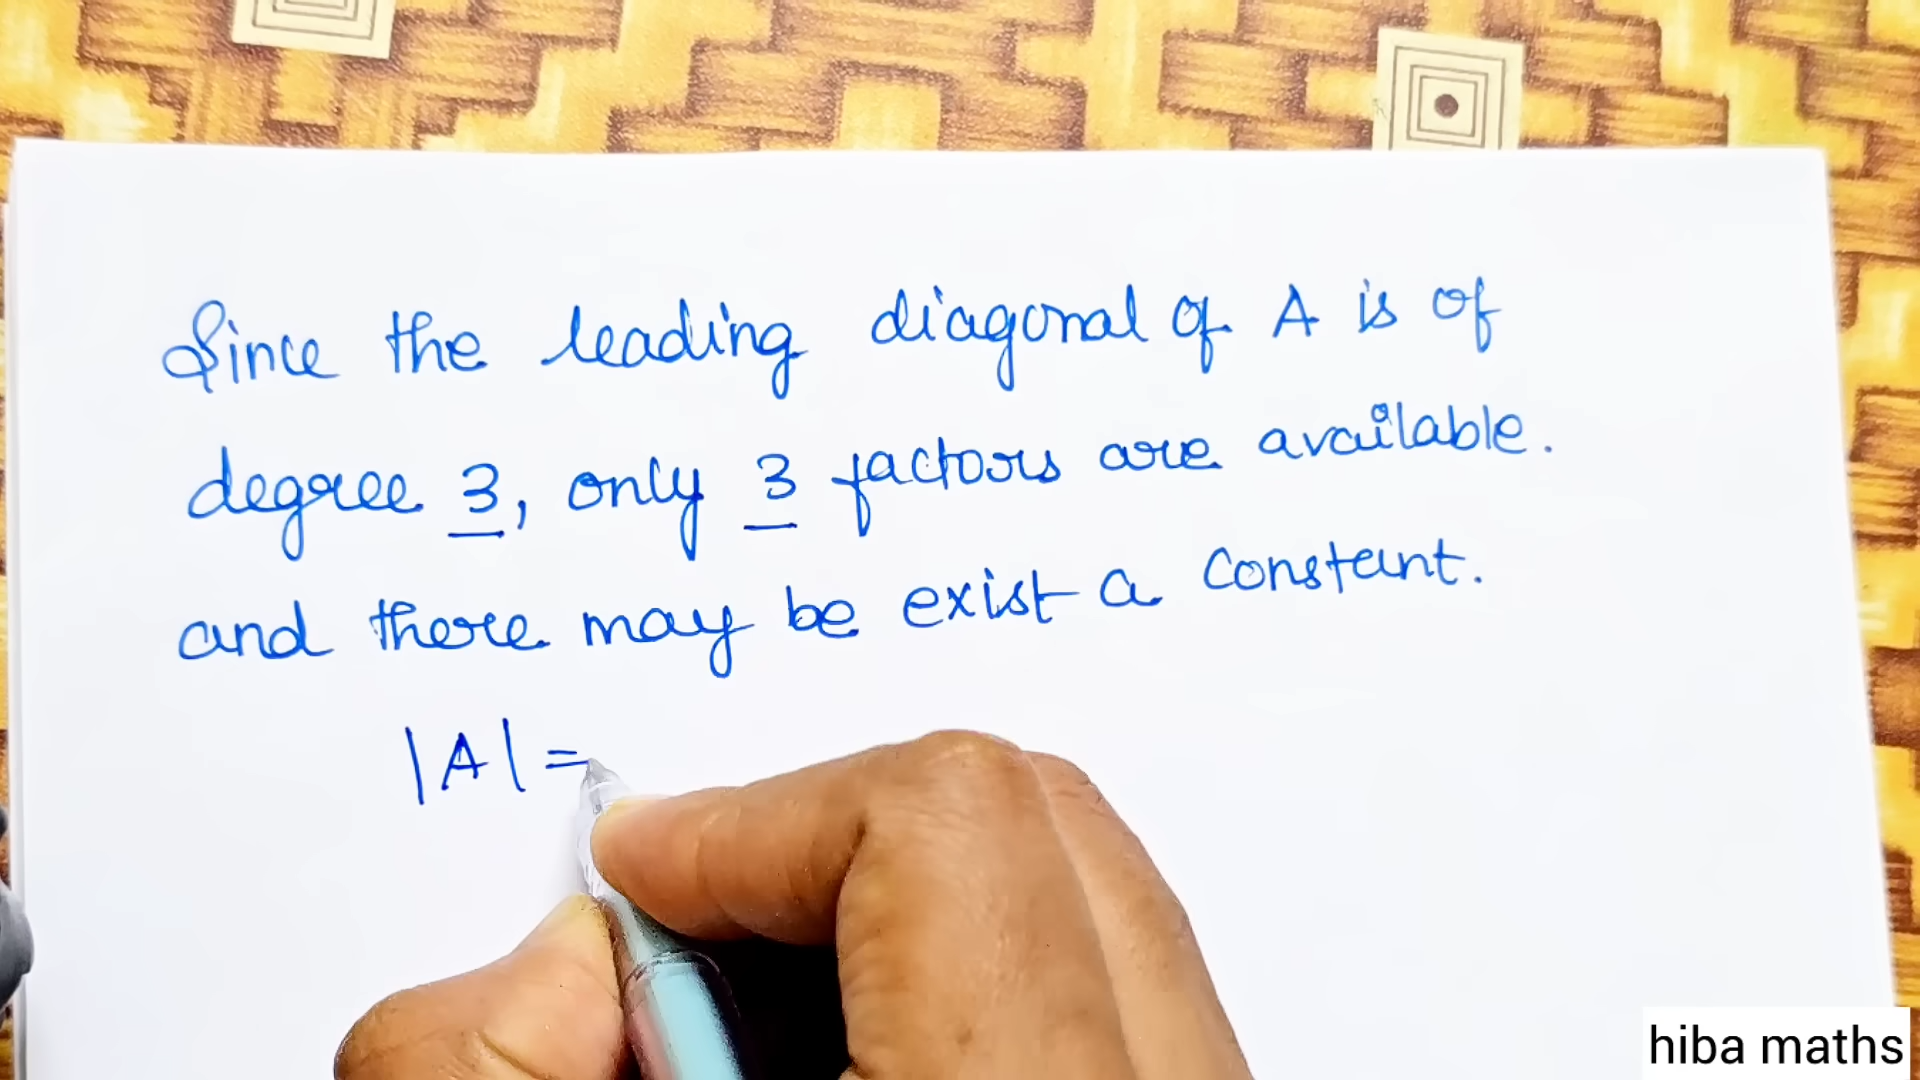 Since the leading diagonal of A is of
degree 3, only 3 factors are available.
and there may be exist a constant.
|A| =
hiba maths